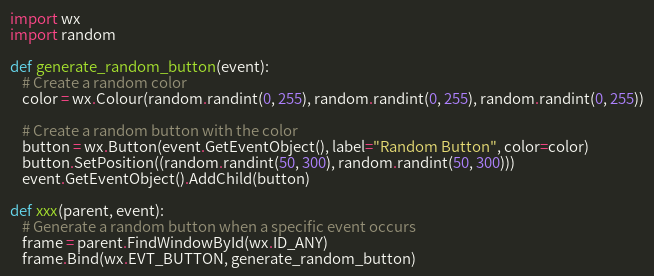 import wx
import random
def generate_random_button(event):
# Create a random color
color = wx.Colour(random.randint(0, 255), random.randint(0, 255), random.randint(0, 255))
# Create a random button with the color
button = wx.Button(event.GetEventObject(), label="Random Button", color=color)
button.SetPosition((random.randint(50, 300), random.randint(50, 300)))
event.GetEventObject().AddChild(button)
def xxx(parent, event):
# Generate a random button when a specific event occurs
frame = parent.FindWindowById(wx.ID_ANY)
frame.Bind(wx.EVT_BUTTON, generate_random_button)